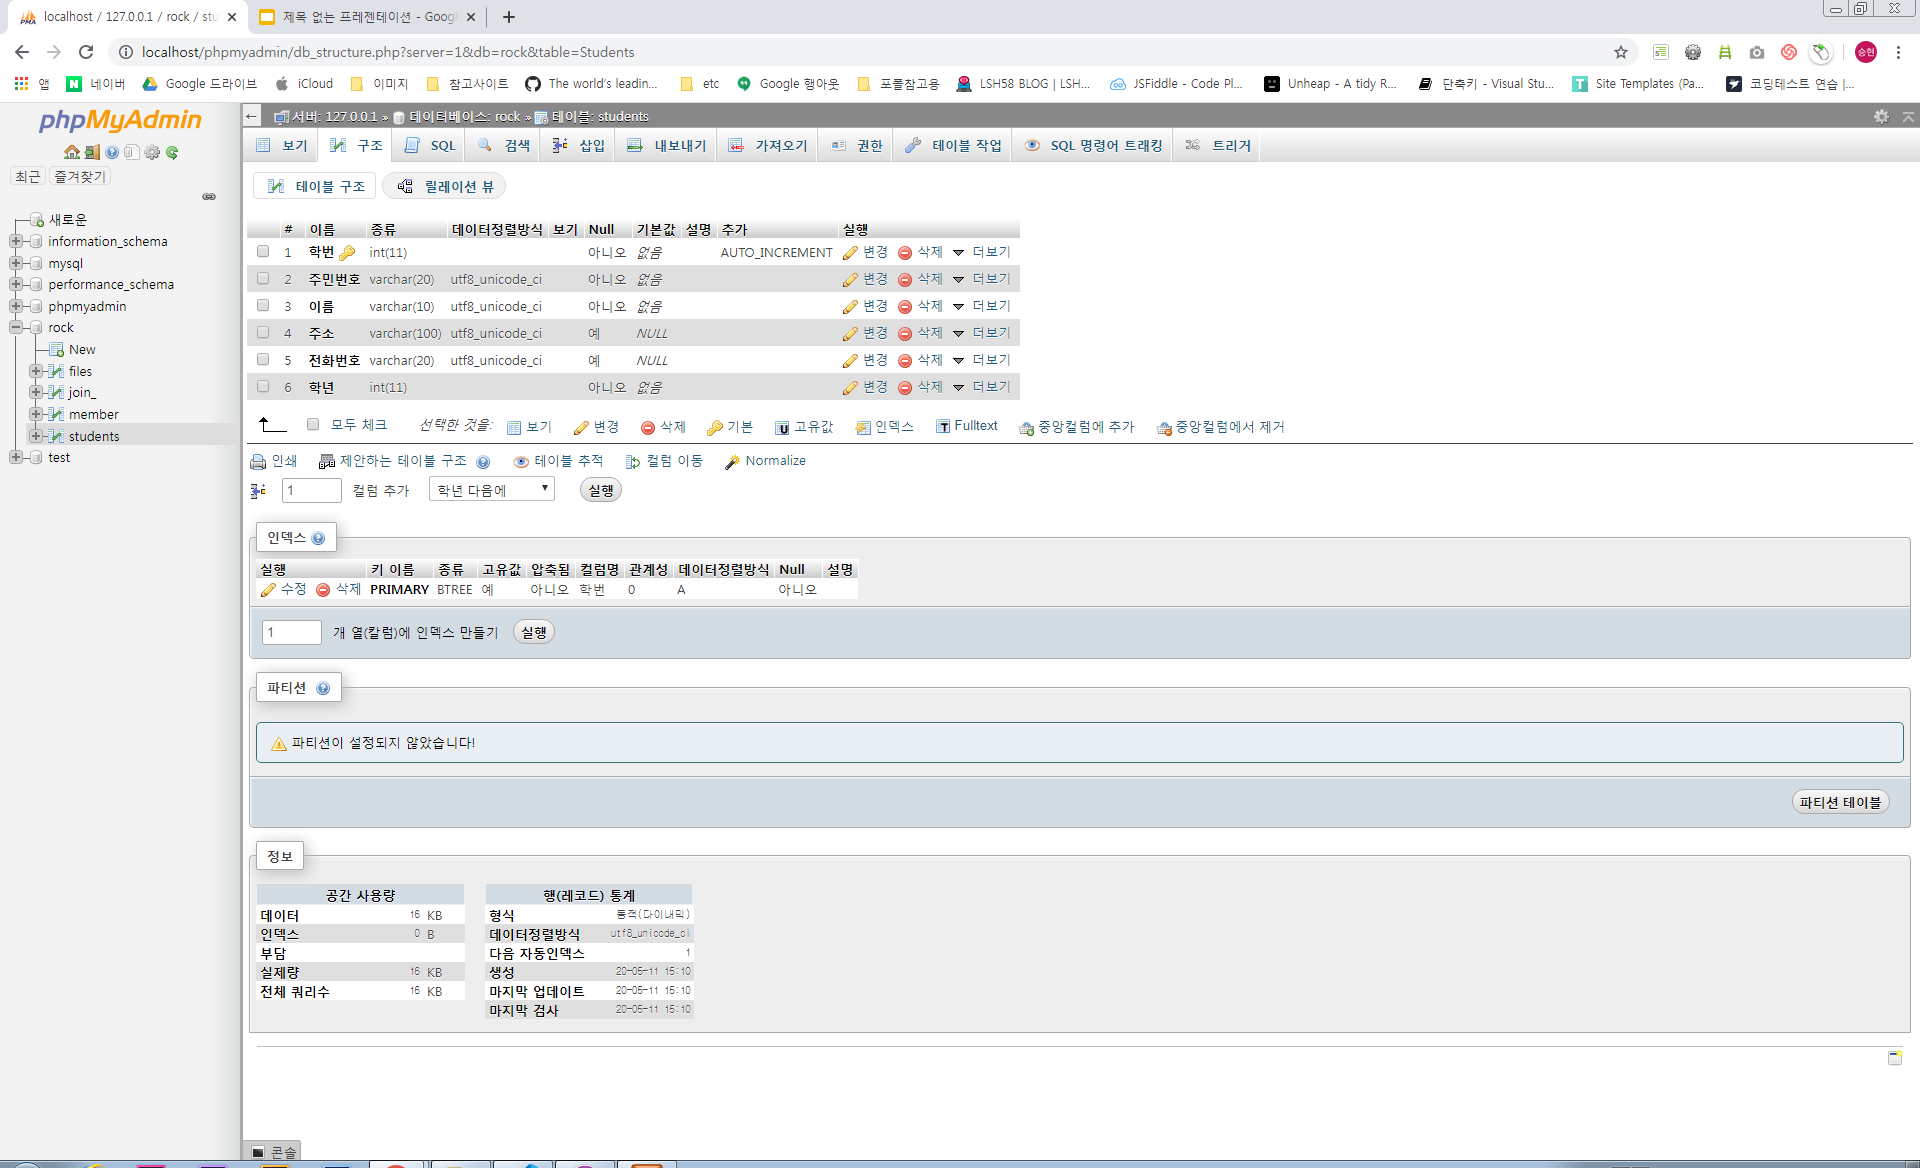 localhost / 127.0.0.1 / rock / stu
제목 없는 프레젠테이션 - Goog
localhost/phpmyadmin/db_structure.php?server=1&db=rock&table=Students
승현
앱 네이버 Google 드라이브 iCloud 이미지 참고사이트 The world's leadin... etc Google 행아웃 포폴참고용 LSH58 BLOG | LSH... JSFiddle - Code Pl... Unheap - A tidy R... 단축키 - Visual Stu... Site Templates (Pa... 코딩테스트 연습 |...
phpMyAdmin
최근 즐겨찾기
새로운
information_schema
mysql
performance_schema
phpmyadmin
rock
New
files
join_
member
students
test
서버: 127.0.0.1 » 데이터베이스: rock » 테이블: students
보기 구조 SQL 검색 삽입 내보내기 가져오기 권한 테이블 작업 SQL 명령어 트래킹 트리거
테이블 구조 릴레이션 뷰
# 이름 종류 데이터정렬방식 보기 Null 기본값 설명 추가 실행
1 학번 int(11) 아니오 없음 AUTO_INCREMENT 변경 삭제 더보기
2 주민번호 varchar(20) utf8_unicode_ci 아니오 없음 변경 삭제 더보기
3 이름 varchar(10) utf8_unicode_ci 아니오 없음 변경 삭제 더보기
4 주소 varchar(100) utf8_unicode_ci 예 NULL 변경 삭제 더보기
5 전화번호 varchar(20) utf8_unicode_ci 예 NULL 변경 삭제 더보기
6 학년 int(11) 아니오 없음 변경 삭제 더보기
모두 체크 선택한 것을: 보기 변경 삭제 기본 고유값 인덱스 Fulltext 중앙컬럼에 추가 중앙컬럼에서 제거
인쇄 제안하는 테이블 구조 테이블 추적 컬럼 이동 Normalize
1 컬럼 추가 학년 다음에 실행
인덱스
실행 키 이름 종류 고유값 압축됨 컬럼명 관계성 데이터정렬방식 Null 설명
수정 삭제 PRIMARY BTREE 예 아니오 학번 0 A 아니오
1 개 열(칼럼)에 인덱스 만들기 실행
파티션
파티션이 설정되지 않았습니다!
파티션 테이블
정보
공간 사용량
데이터 16 KB
인덱스 0 B
부담
실제량 16 KB
전체 쿼리수 16 KB
행(레코드) 통계
형식 동적(다이내믹)
데이터정렬방식 utf8_unicode_ci
다음 자동인덱스 1
생성 20-05-11 15:10
마지막 업데이트 20-05-11 15:10
마지막 검사 20-05-11 15:10
콘솔